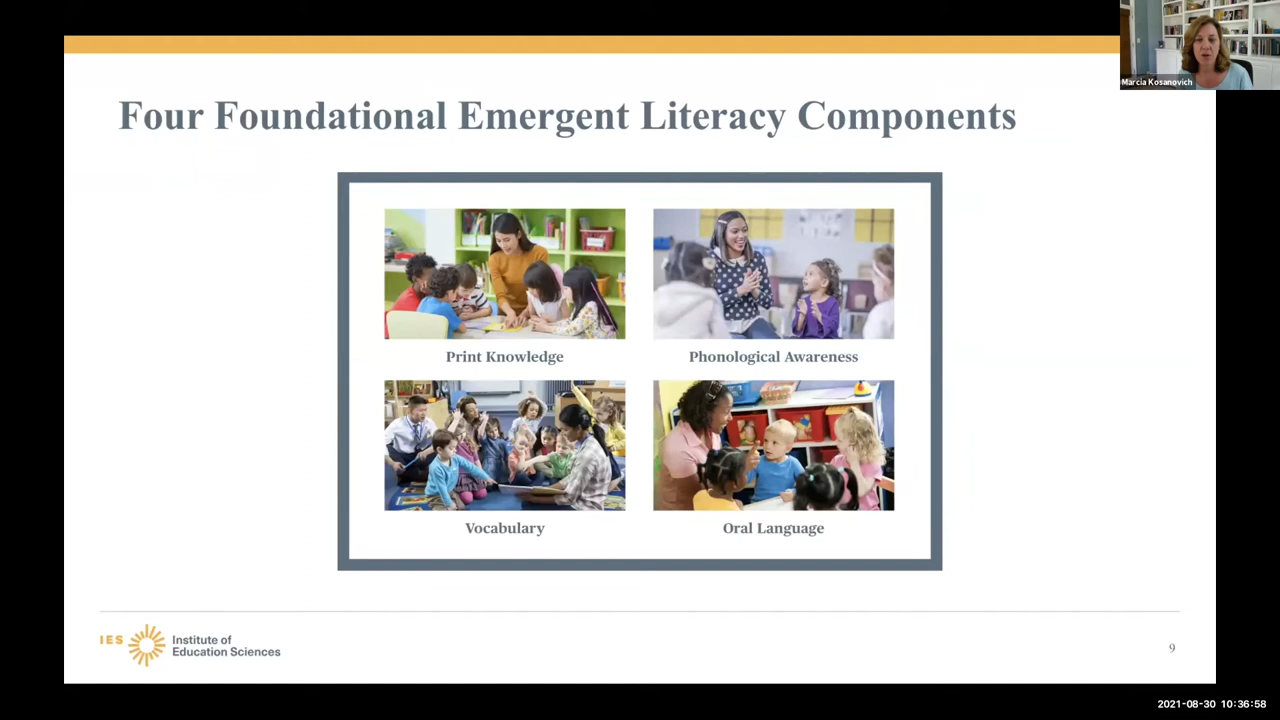 Marcia Kosanovich
Four Foundational Emergent Literacy Components
Print Knowledge
Phonological Awareness
Vocabulary
Oral Language
IES
Institute of
Education Sciences
9
2021-08-30 10:36:58